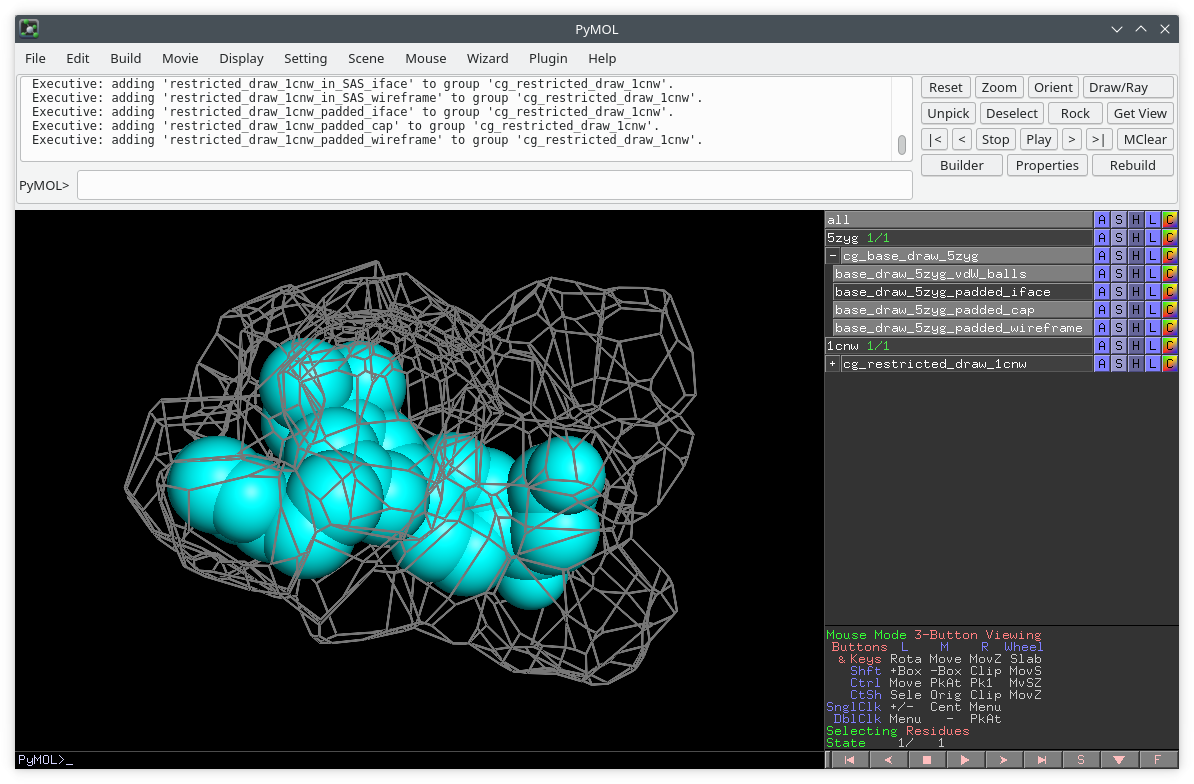 PyMOL
File Edit Build Movie Display Setting Scene Mouse Wizard Plugin Help
Executive: adding 'restricted_draw_1cnw_in_SAS_iface' to group 'cg_restricted_draw_1cnw'.
Executive: adding 'restricted_draw_1cnw_in_SAS_wireframe' to group 'cg_restricted_draw_1cnw'.
Executive: adding 'restricted_draw_1cnw_padded_iface' to group 'cg_restricted_draw_1cnw'.
Executive: adding 'restricted_draw_1cnw_padded_cap' to group 'cg_restricted_draw_1cnw'.
Executive: adding 'restricted_draw_1cnw_padded_wireframe' to group 'cg_restricted_draw_1cnw'.
PyMOL>
Reset Zoom Orient Draw/Ray
Unpick Deselect Rock Get View
|< < Stop Play > >| MClear
Builder Properties Rebuild
all A S H L C
5zyg 1/1 A S H L C
- cg_base_draw_5zyg A S H L C
base_draw_5zyg_vdW_balls A S H L C
base_draw_5zyg_padded_iface A S H L C
base_draw_5zyg_padded_cap A S H L C
base_draw_5zyg_padded_wireframe A S H L C
1cnw 1/1 A S H L C
+ cg_restricted_draw_1cnw A S H L C
Mouse Mode 3-Button Viewing
Buttons L M R Wheel
& Keys Rota Move MovZ Slab
Shft +Box -Box Clip MovS
Ctrl Move PkAt Pk1 MvSZ
CtSh Sele Orig Clip MovZ
SnglClk +/- Cent Menu
DblClk Menu - PkAt
Selecting Residues
State 1/ 1
PyMOL>_
S F